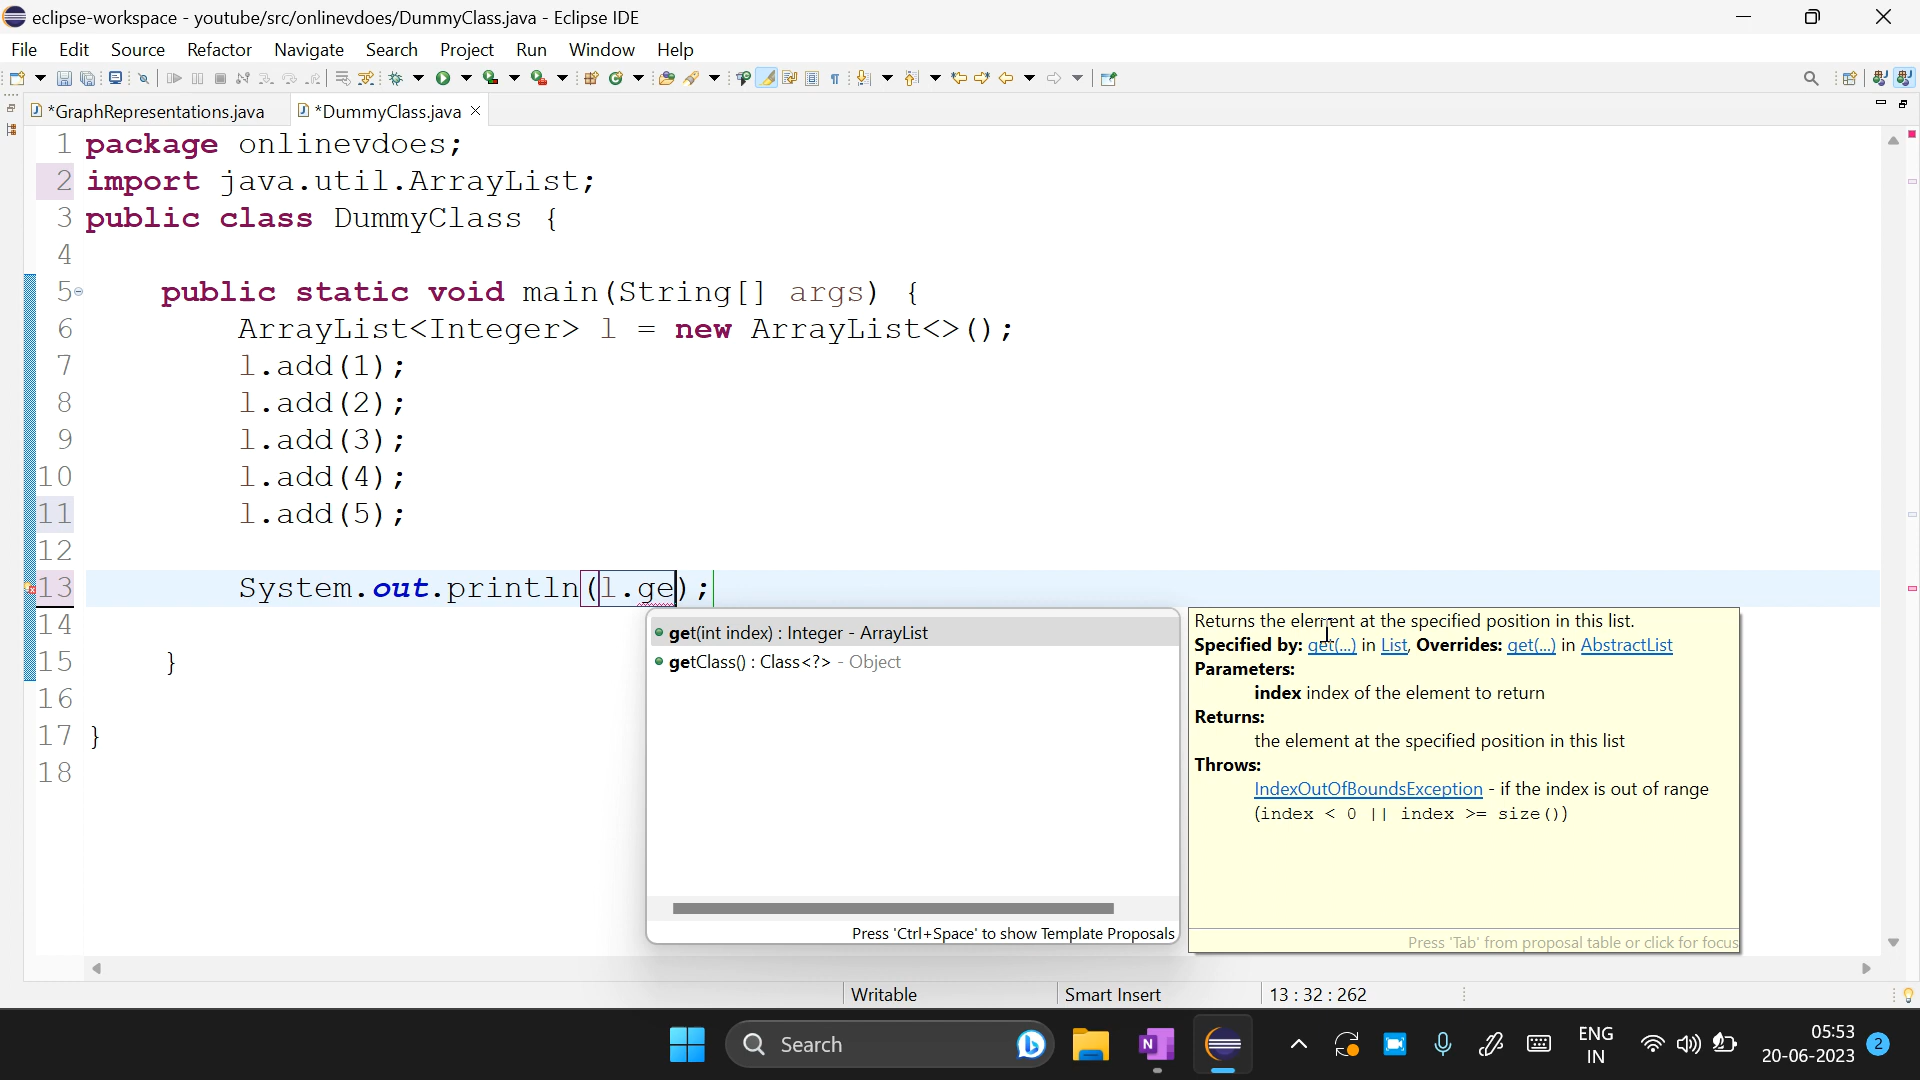 eclipse-workspace - youtube/src/onlinevdoes/DummyClass.java - Eclipse IDE
File Edit Source Refactor Navigate Search Project Run Window Help
*GraphRepresentations.java *DummyClass.java
1 package onlinevdoes;
2 import java.util.ArrayList;
3 public class DummyClass {
4
5 public static void main(String[] args) {
6 ArrayList<Integer> l = new ArrayList<>();
7 l.add(1);
8 l.add(2);
9 l.add(3);
10 l.add(4);
11 l.add(5);
12
13 System.out.println(l.ge);
14
15 }
16
17 }
18
get(int index) : Integer - ArrayList
getClass() : Class<?> - Object
Press 'Ctrl+Space' to show Template Proposals
Returns the element at the specified position in this list.
Specified by: get(...) in List, Overrides: get(...) in AbstractList
Parameters:
index index of the element to return
Returns:
the element at the specified position in this list
Throws:
IndexOutOfBoundsException - if the index is out of range
(index < 0 || index >= size())
Press 'Tab' from proposal table or click for focus
Writable Smart Insert 13 : 32 : 262
Search
ENG
IN
05:53
20-06-2023
2